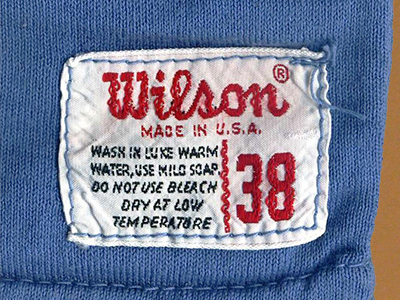 Wilson®
MADE IN U.S.A.
WASH IN LUKE WARM
WATER, USE MILD SOAP,
DO NOT USE BLEACH
DRY AT LOW
TEMPERATURE
38